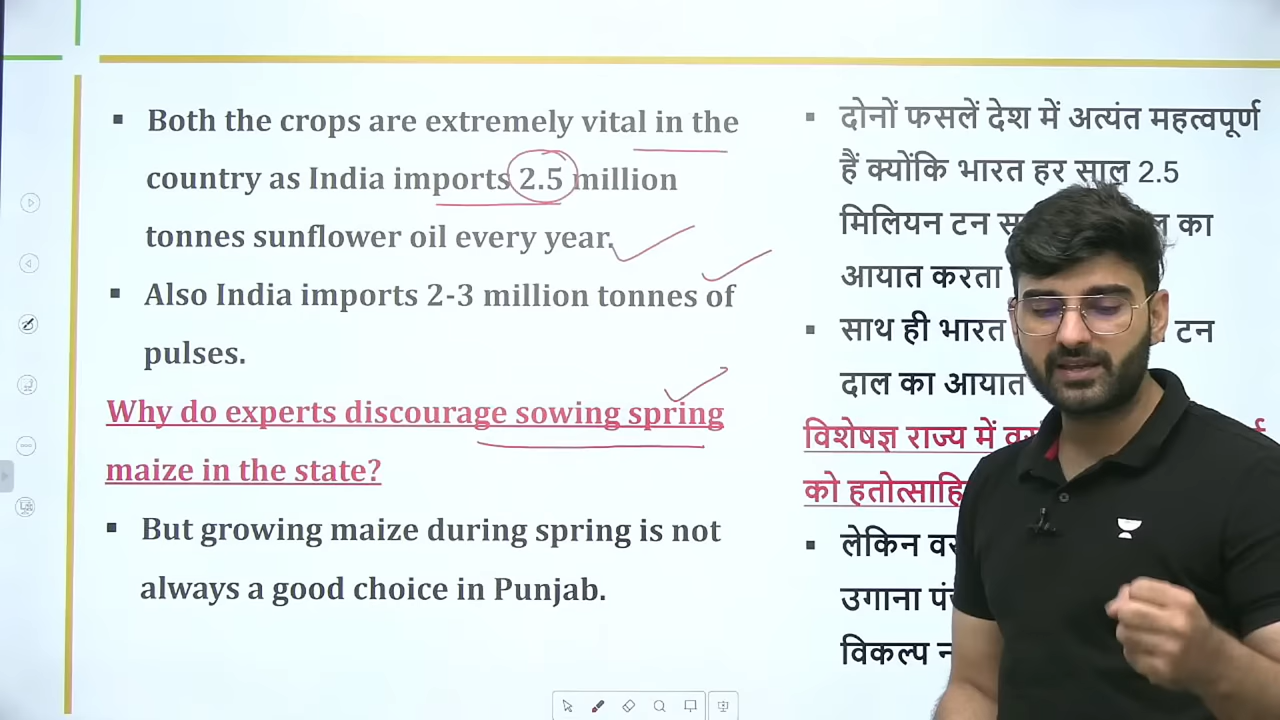 Both the crops are extremely vital in the
country as India imports 2.5 million
tonnes sunflower oil every year.
Also India imports 2-3 million tonnes of
pulses.
Why do experts discourage sowing spring
maize in the state?
But growing maize during spring is not
always a good choice in Punjab.
दोनों फसलें देश में अत्यंत महत्वपूर्ण
हैं क्योंकि भारत हर साल 2.5
मिलियन टन का
आयात करता
साथ ही भारत टन
दाल का आयात
विशेषज्ञ राज्य में
को
लेकिन
उगाना
विकल्प